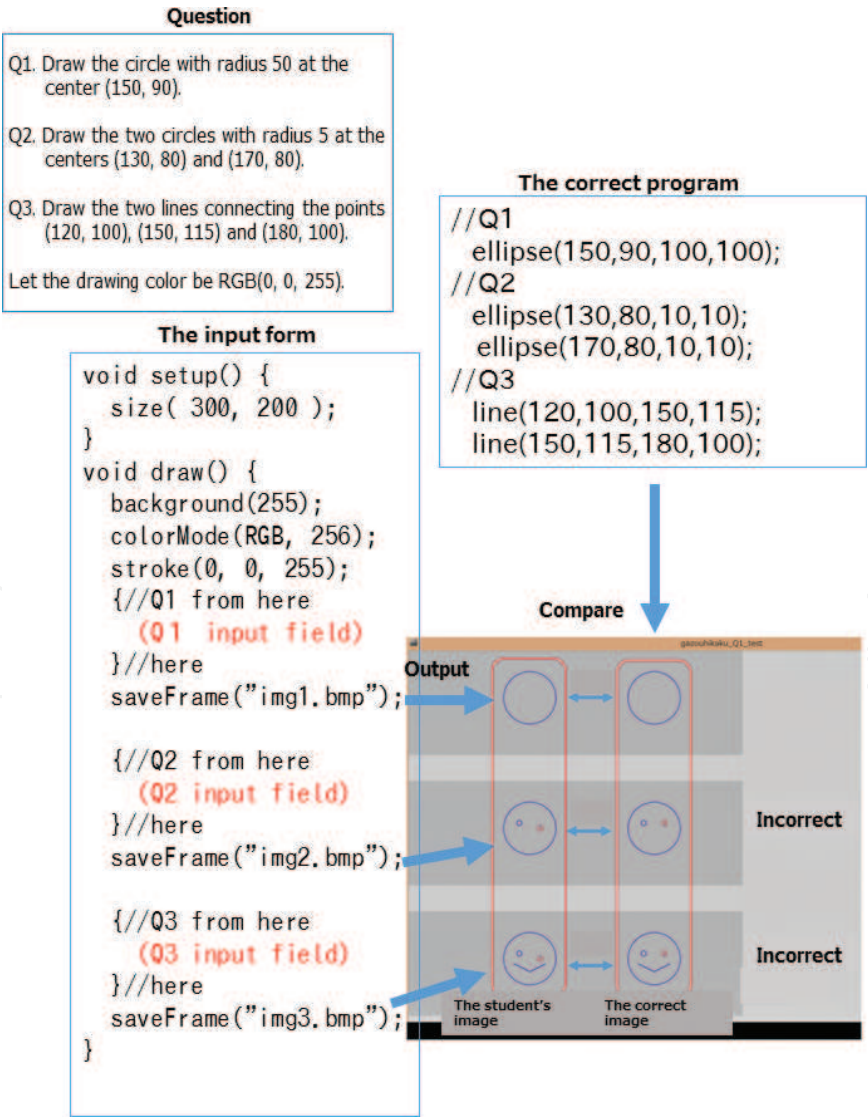 Question
Q1. Draw the circle with radius 50 at the
center (150, 90).
Q2. Draw the two circles with radius 5 at the
centers (130, 80) and (170, 80).
Q3. Draw the two lines connecting the points
(120, 100), (150, 115) and (180, 100).
Let the drawing color be RGB(0, 0, 255).
The correct program
//Q1
ellipse(150,90,100,100);
//Q2
ellipse(130,80,10,10);
ellipse(170,80,10,10);
//Q3
line(120,100,150,115);
line(150,115,180,100);
The input form
void setup() {
size( 300, 200 );
}
void draw() {
background(255);
colorMode(RGB, 256);
stroke(0, 0, 255);
{//Q1 from here
(Q1 input field)
}//here
saveFrame("img1.bmp");
{//Q2 from here
(Q2 input field)
}//here
saveFrame("img2.bmp");
{//Q3 from here
(Q3 input field)
}//here
saveFrame("img3.bmp");
}
Compare
gazouhikaku_Q1_test
Output
Incorrect
Incorrect
The student's
image
The correct
image